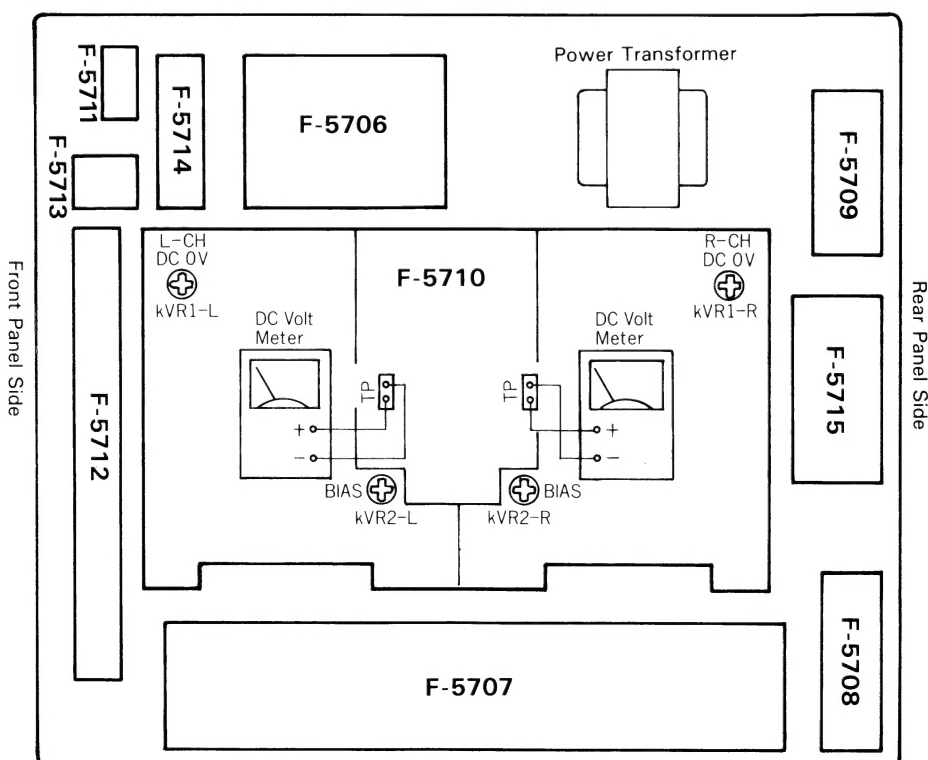 Power Transformer
F-5711
F-5714
F-5706
F-5713
F-5709
L-CH
DC 0V
kVR1-L
F-5710
R-CH
DC 0V
kVR1-R
Front Panel Side
Rear Panel Side
DC Volt
Meter
TP
+
-
DC Volt
Meter
TP
+
-
F-5712
F-5715
BIAS
kVR2-L
BIAS
kVR2-R
F-5707
F-5708